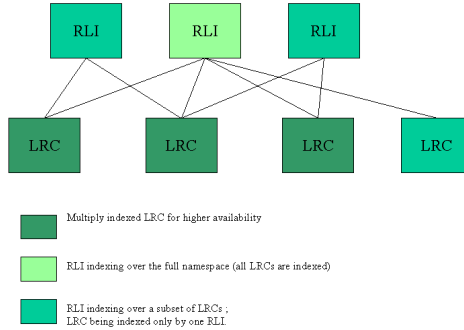 RLI RLI RLI
LRC LRC LRC LRC
Multiply indexed LRC for higher availability
RLI indexing over the full namespace (all LRCs are indexed)
RLI indexing over a subset of LRCs ;
LRC being indexed only by one RLI.